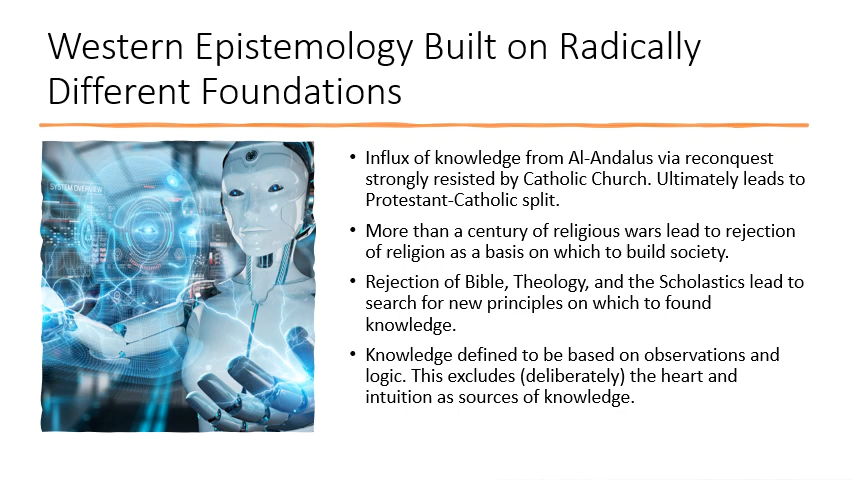 Western Epistemology Built on Radically
Different Foundations
SYSTEM OVERVIEW
• Influx of knowledge from Al-Andalus via reconquest
strongly resisted by Catholic Church. Ultimately leads to
Protestant-Catholic split.
• More than a century of religious wars lead to rejection
of religion as a basis on which to build society.
• Rejection of Bible, Theology, and the Scholastics lead to
search for new principles on which to found
knowledge.
• Knowledge defined to be based on observations and
logic. This excludes (deliberately) the heart and
intuition as sources of knowledge.